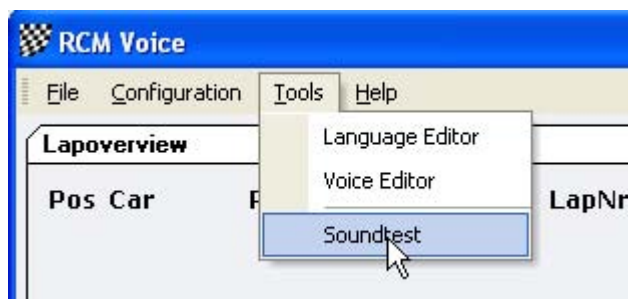 RCM Voice
File Configuration Tools Help
Lapoverview
Language Editor
Voice Editor
Pos Car LapNr
Soundtest